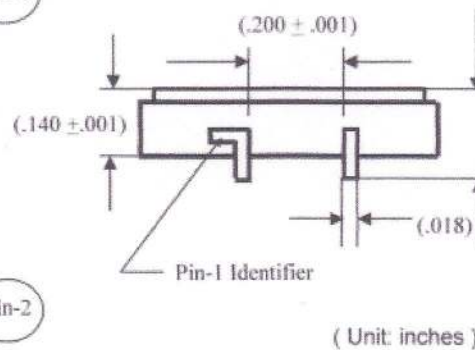 (.200 ± .001)
(.140 ±.001)
(.018)
Pin-1 Identifier
in-2
( Unit: inches )